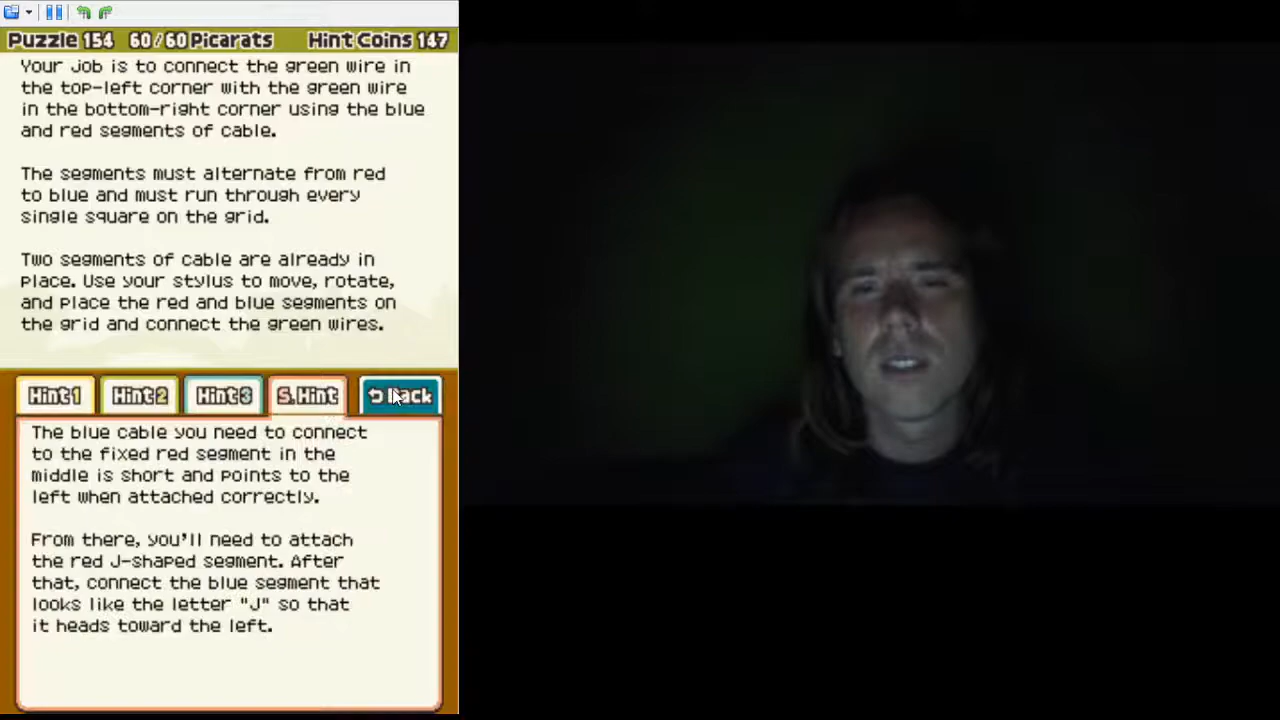 Puzzle 154 60/60 Picarats Hint Coins 147
Your job is to connect the green wire in
the top-left corner with the green wire
in the bottom-right corner using the blue
and red segments of cable.
The segments must alternate from red
to blue and must run through every
single square on the grid.
Two segments of cable are already in
place. Use your stylus to move, rotate,
and place the red and blue segments on
the grid and connect the green wires.
Hint1 Hint2 Hint3 S.Hint Back
The blue cable you need to connect
to the fixed red segment in the
middle is short and points to the
left when attached correctly.
From there, you'll need to attach
the red J-shaped segment. After
that, connect the blue segment that
looks like the letter "J" so that
it heads toward the left.